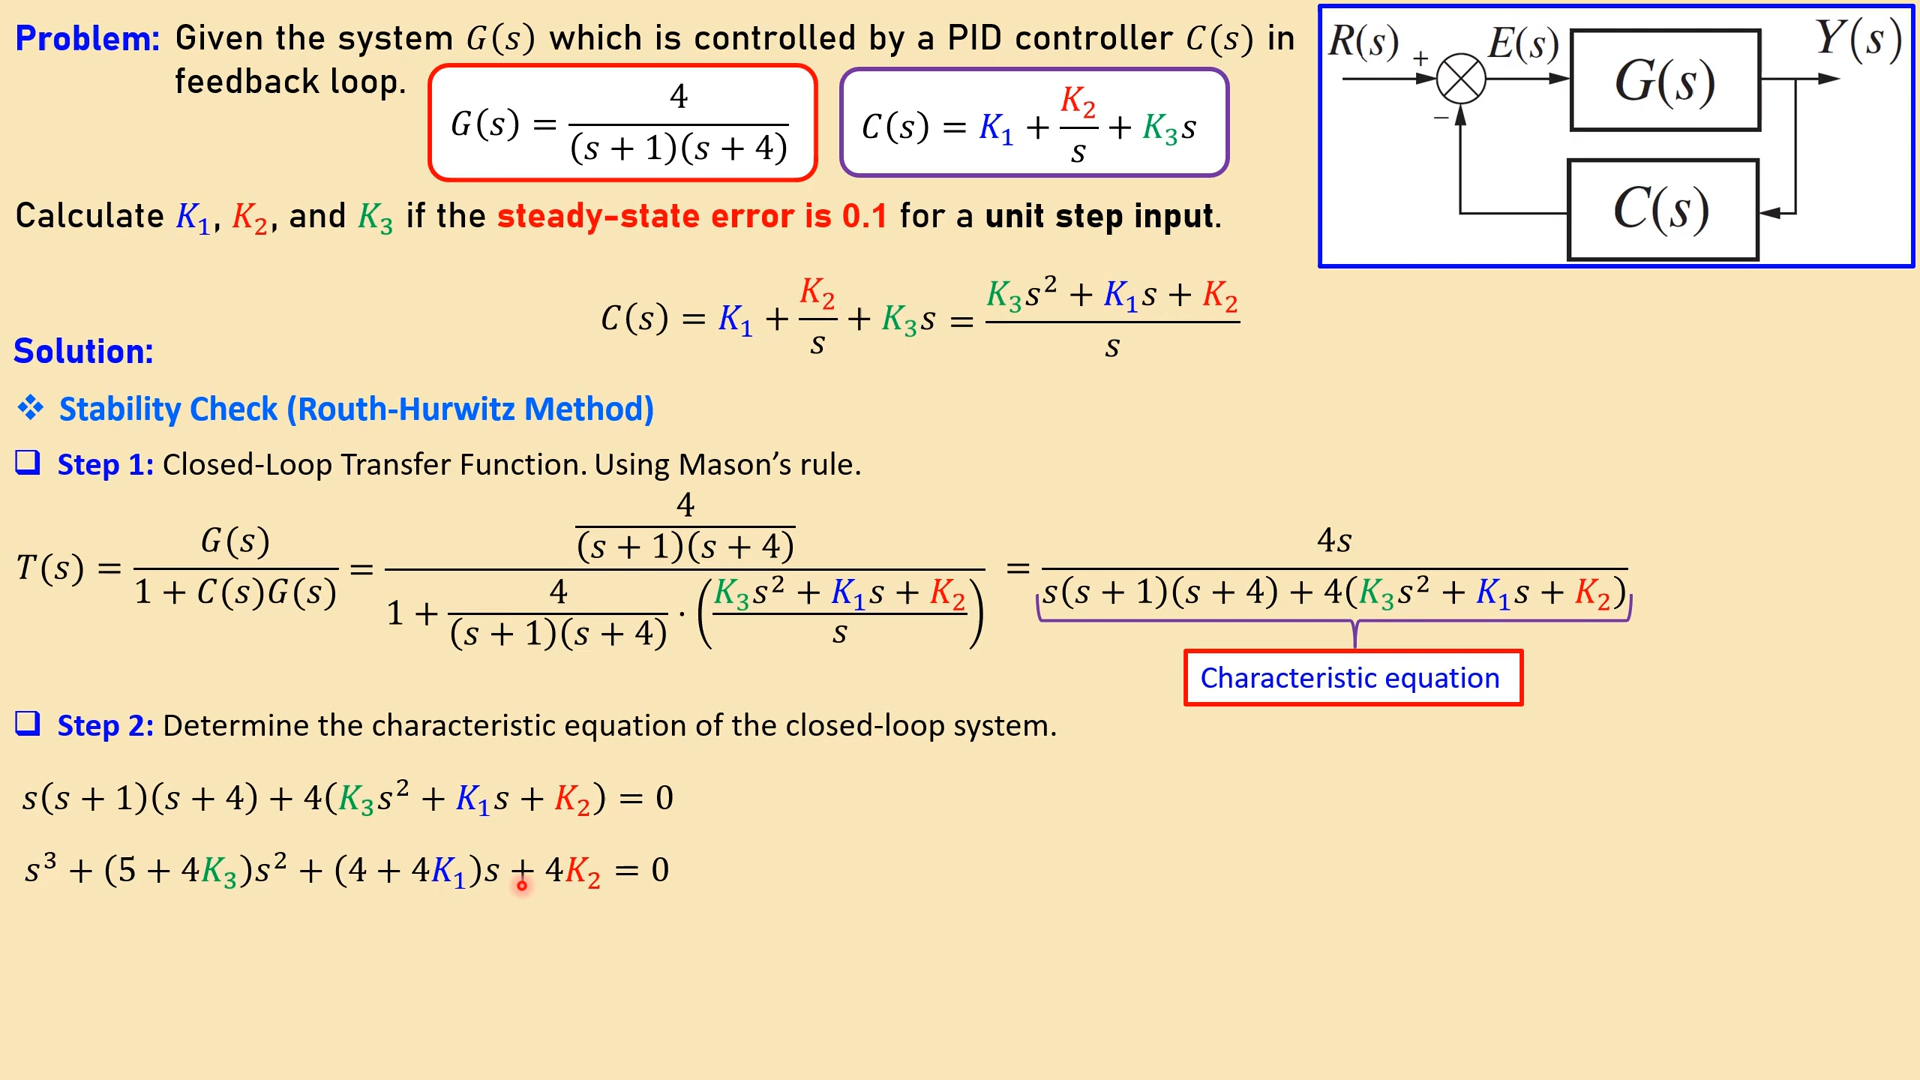 Problem: Given the system G(s) which is controlled by a PID controller C(s) in
feedback loop.
G(s) = 4 / ((s + 1)(s + 4))
C(s) = K₁ + K₂/s + K₃s
R(s) + − E(s) G(s) Y(s)
C(s)
Calculate K₁, K₂, and K₃ if the steady-state error is 0.1 for a unit step input.
C(s) = K₁ + K₂/s + K₃s = (K₃s² + K₁s + K₂) / s
Solution:
❖ Stability Check (Routh-Hurwitz Method)
❑ Step 1: Closed-Loop Transfer Function. Using Mason’s rule.
T(s) = G(s) / (1 + C(s)G(s)) = (4 / ((s + 1)(s + 4))) / (1 + 4 / ((s + 1)(s + 4)) · ((K₃s² + K₁s + K₂) / s)) = 4s / (s(s + 1)(s + 4) + 4(K₃s² + K₁s + K₂))
Characteristic equation
❑ Step 2: Determine the characteristic equation of the closed-loop system.
s(s + 1)(s + 4) + 4(K₃s² + K₁s + K₂) = 0
s³ + (5 + 4K₃)s² + (4 + 4K₁)s + 4K₂ = 0